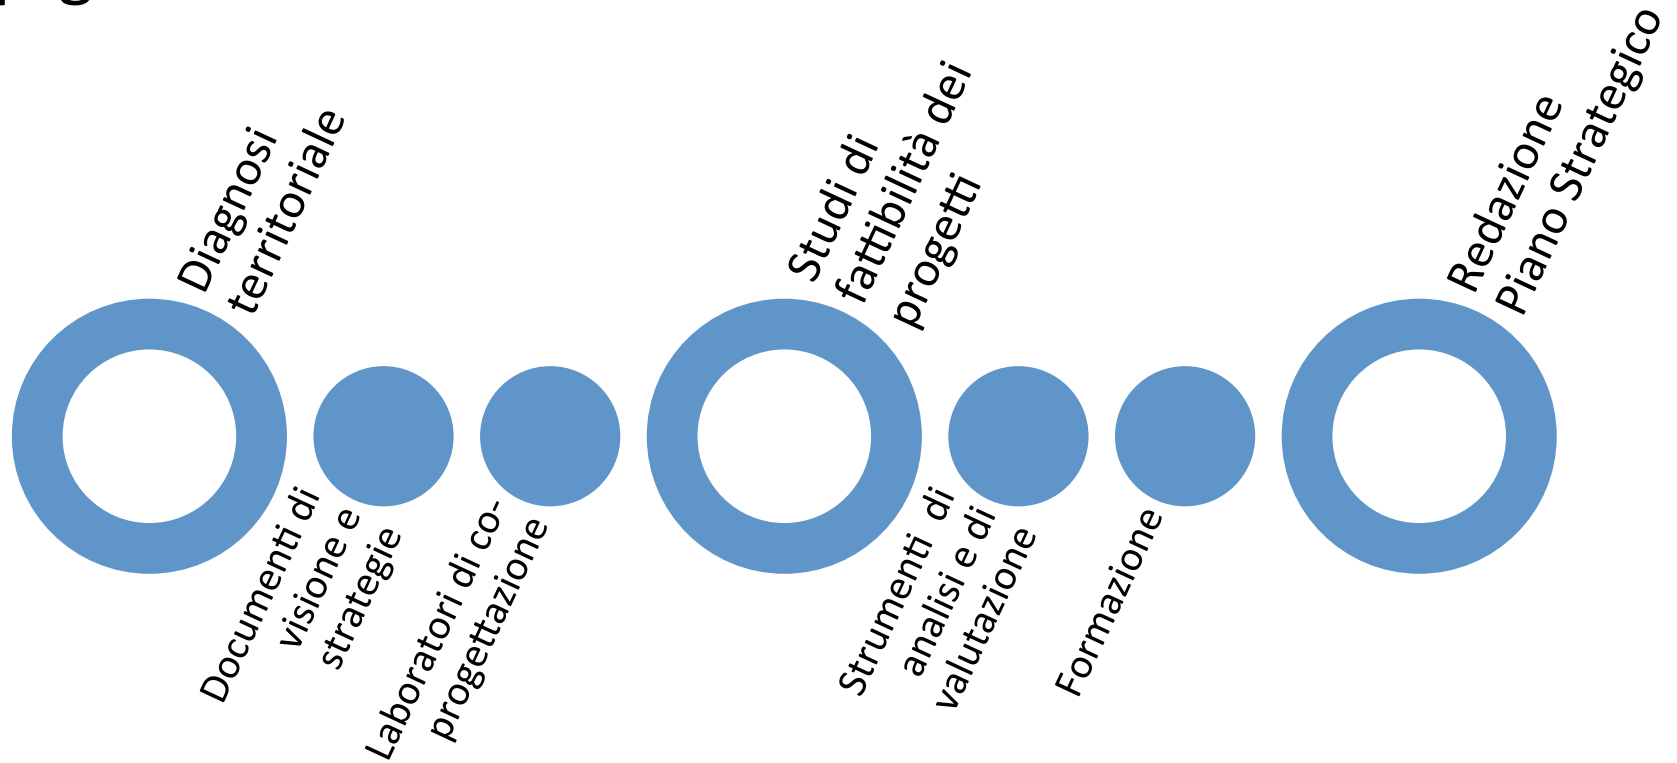 Diagnosi
territoriale
Documenti di
visione e
strategie
Laboratori di co-
progettazione
Studi di
fattibilità dei
progetti
Strumenti di
analisi e di
valutazione
Formazione
Redazione
Piano Strategico